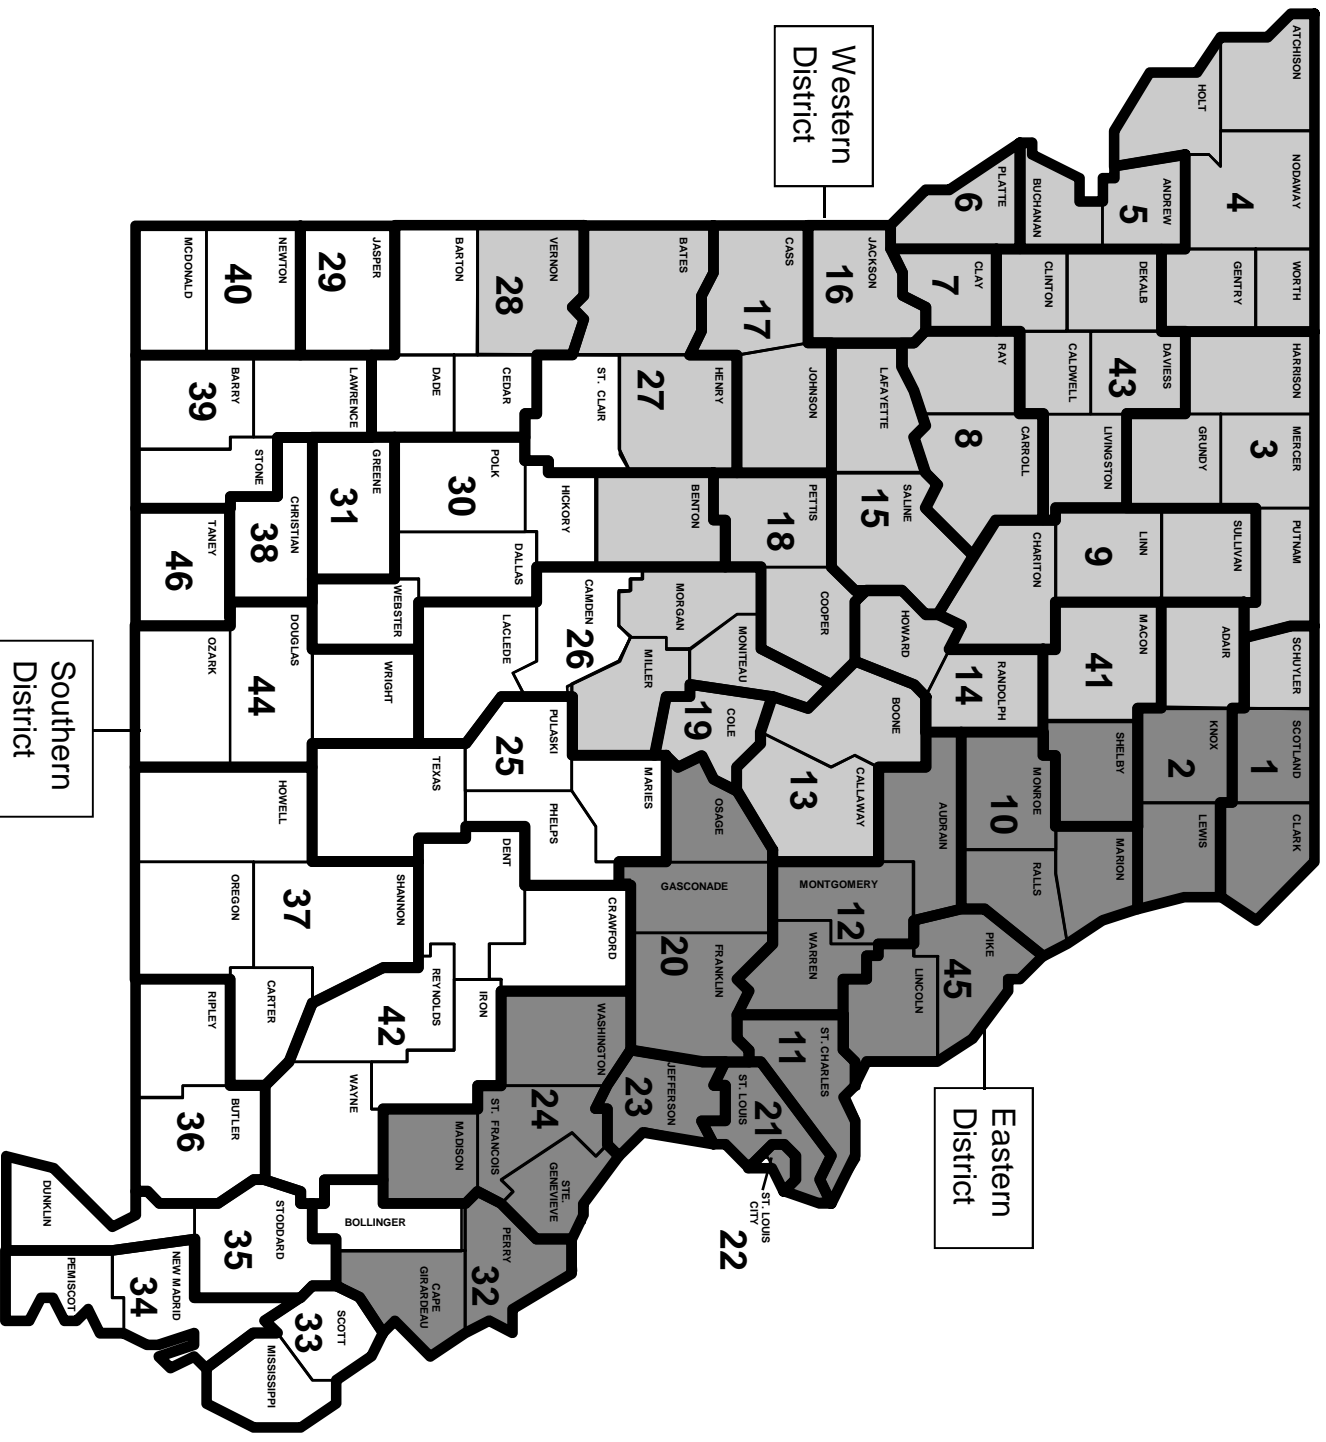 ATCHISON
NODAWAY
4
WORTH
GENTRY
HOLT
HARRISON
MERCER
3
GRUNDY
PUTNAM
SULLIVAN
SCHUYLER
ADAIR
SCOTLAND
1
CLARK
KNOX
2
LEWIS
ANDREW
5
BUCHANAN
DEKALB
CLINTON
DAVIESS
43
CALDWELL
LIVINGSTON
LINN
9
MACON
41
SHELBY
MARION
PLATTE
6
CLAY
7
RAY
CARROLL
8
CHARITON
RANDOLPH
14
MONROE
10
RALLS
HOWARD
BOONE
AUDRAIN
PIKE
45
LINCOLN
Eastern
District
Western
District
JACKSON
16
LAFAYETTE
SALINE
15
CASS
17
JOHNSON
PETTIS
18
COOPER
MONITEAU
CALLAWAY
13
MONTGOMERY
12
WARREN
ST. CHARLES
11
BATES
HENRY
27
BENTON
MORGAN
MILLER
COLE
19
OSAGE
GASCONADE
FRANKLIN
20
ST. LOUIS
21
ST. LOUIS
CITY
22
JEFFERSON
23
VERNON
28
ST. CLAIR
HICKORY
CAMDEN
26
MARIES
PULASKI
25
PHELPS
CRAWFORD
DENT
WASHINGTON
24
ST. FRANCOIS
STE.
GENEVIEVE
BARTON
CEDAR
DADE
POLK
30
DALLAS
LACLEDE
IRON
REYNOLDS
42
MADISON
PERRY
32
BOLLINGER
CAPE
GIRARDEAU
JASPER
29
GREENE
31
WEBSTER
WRIGHT
TEXAS
SHANNON
37
WAYNE
NEWTON
40
MCDONALD
LAWRENCE
BARRY
39
STONE
CHRISTIAN
38
TANEY
46
DOUGLAS
44
OZARK
HOWELL
OREGON
CARTER
RIPLEY
BUTLER
36
STODDARD
35
SCOTT
33
MISSISSIPPI
NEW MADRID
34
PEMISCOT
DUNKLIN
Southern
District